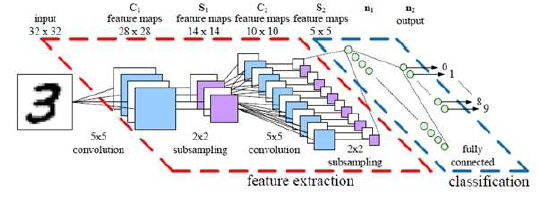 C1 S1 C2 S2 n1 n2
input feature maps feature maps feature maps feature maps output
32 x 32 28 x 28 14 x 14 10 x 10 5 x 5
0
1
3
8
9
5x5 2x2 5x5 2x2 fully
convolution subsampling convolution subsampling connected
feature extraction classification